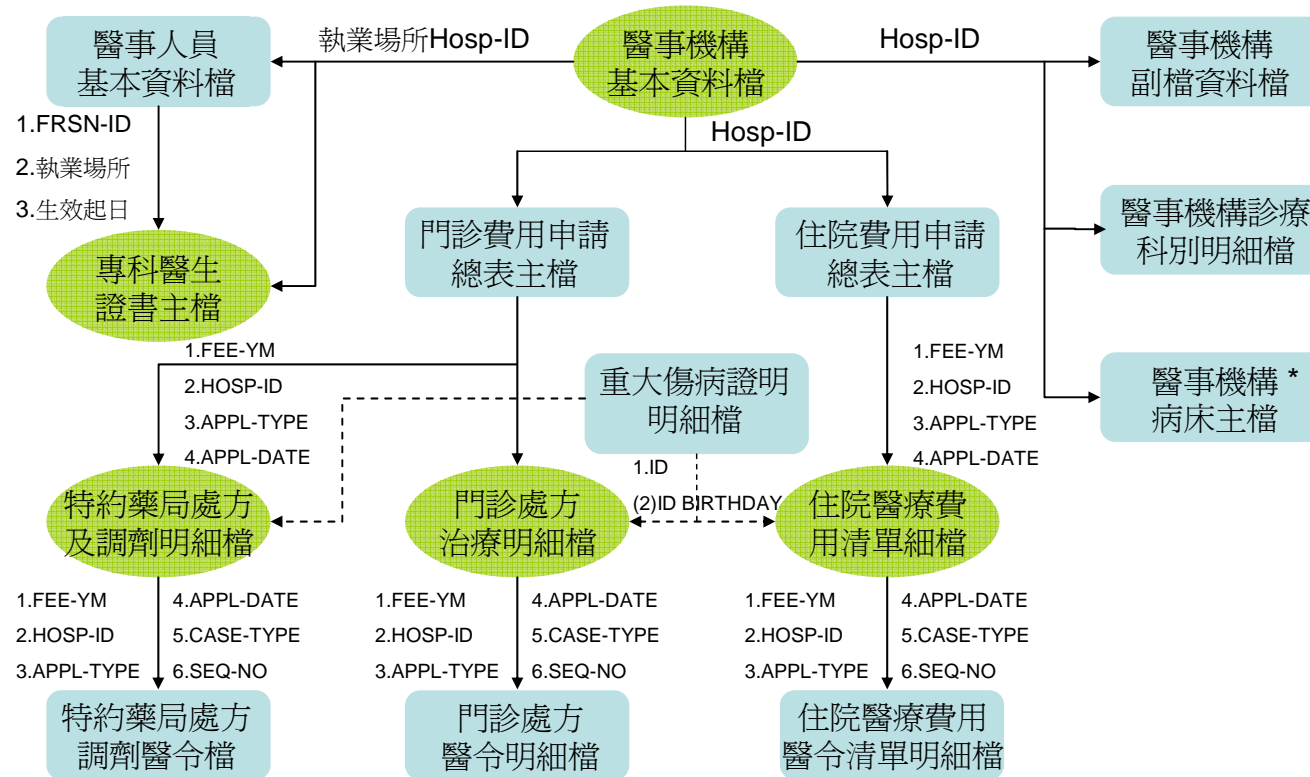 醫事人員
基本資料檔
執業場所Hosp-ID
醫事機構
基本資料檔
Hosp-ID
醫事機構
副檔資料檔
1.FRSN-ID
2.執業場所
3.生效起日
Hosp-ID
專科醫生
證書主檔
門診費用申請
總表主檔
住院費用申請
總表主檔
醫事機構診療
科別明細檔
1.FEE-YM
2.HOSP-ID
3.APPL-TYPE
4.APPL-DATE
重大傷病證明
明細檔
1.FEE-YM
2.HOSP-ID
3.APPL-TYPE
4.APPL-DATE
醫事機構 *
病床主檔
1.ID
(2)ID BIRTHDAY
特約藥局處方
及調劑明細檔
門診處方
治療明細檔
住院醫療費
用清單細檔
1.FEE-YM
2.HOSP-ID
3.APPL-TYPE
4.APPL-DATE
5.CASE-TYPE
6.SEQ-NO
1.FEE-YM
2.HOSP-ID
3.APPL-TYPE
4.APPL-DATE
5.CASE-TYPE
6.SEQ-NO
1.FEE-YM
2.HOSP-ID
3.APPL-TYPE
4.APPL-DATE
5.CASE-TYPE
6.SEQ-NO
特約藥局處方
調劑醫令檔
門診處方
醫令明細檔
住院醫療費用
醫令清單明細檔